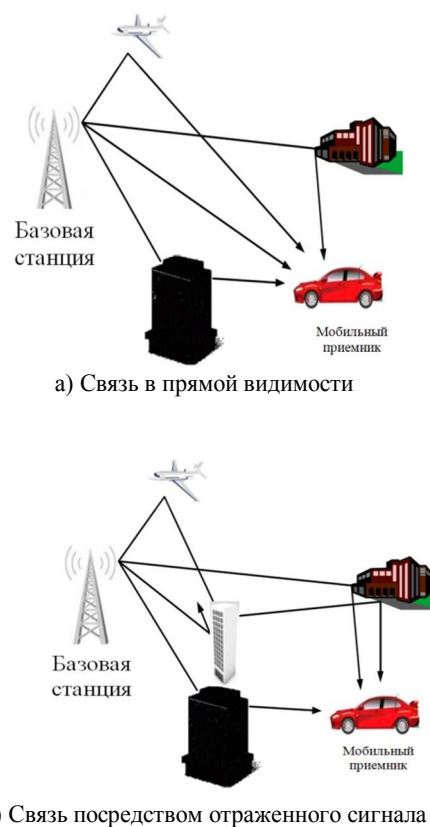 Базовая
станция
Мобильный
приемник
а) Связь в прямой видимости
Базовая
станция
Мобильный
приемник
) Связь посредством отраженного сигнала